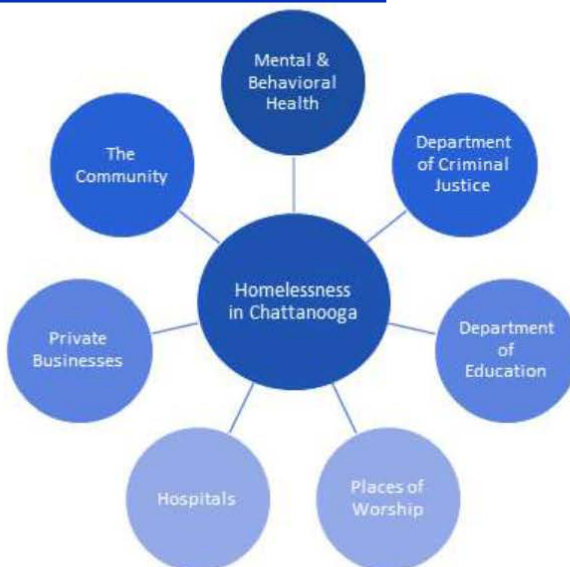 Mental &
Behavioral
Health
Department
of Criminal
Justice
Department
of
Education
Places of
Worship
Hospitals
Private
Businesses
The
Community
Homelessness
in Chattanooga